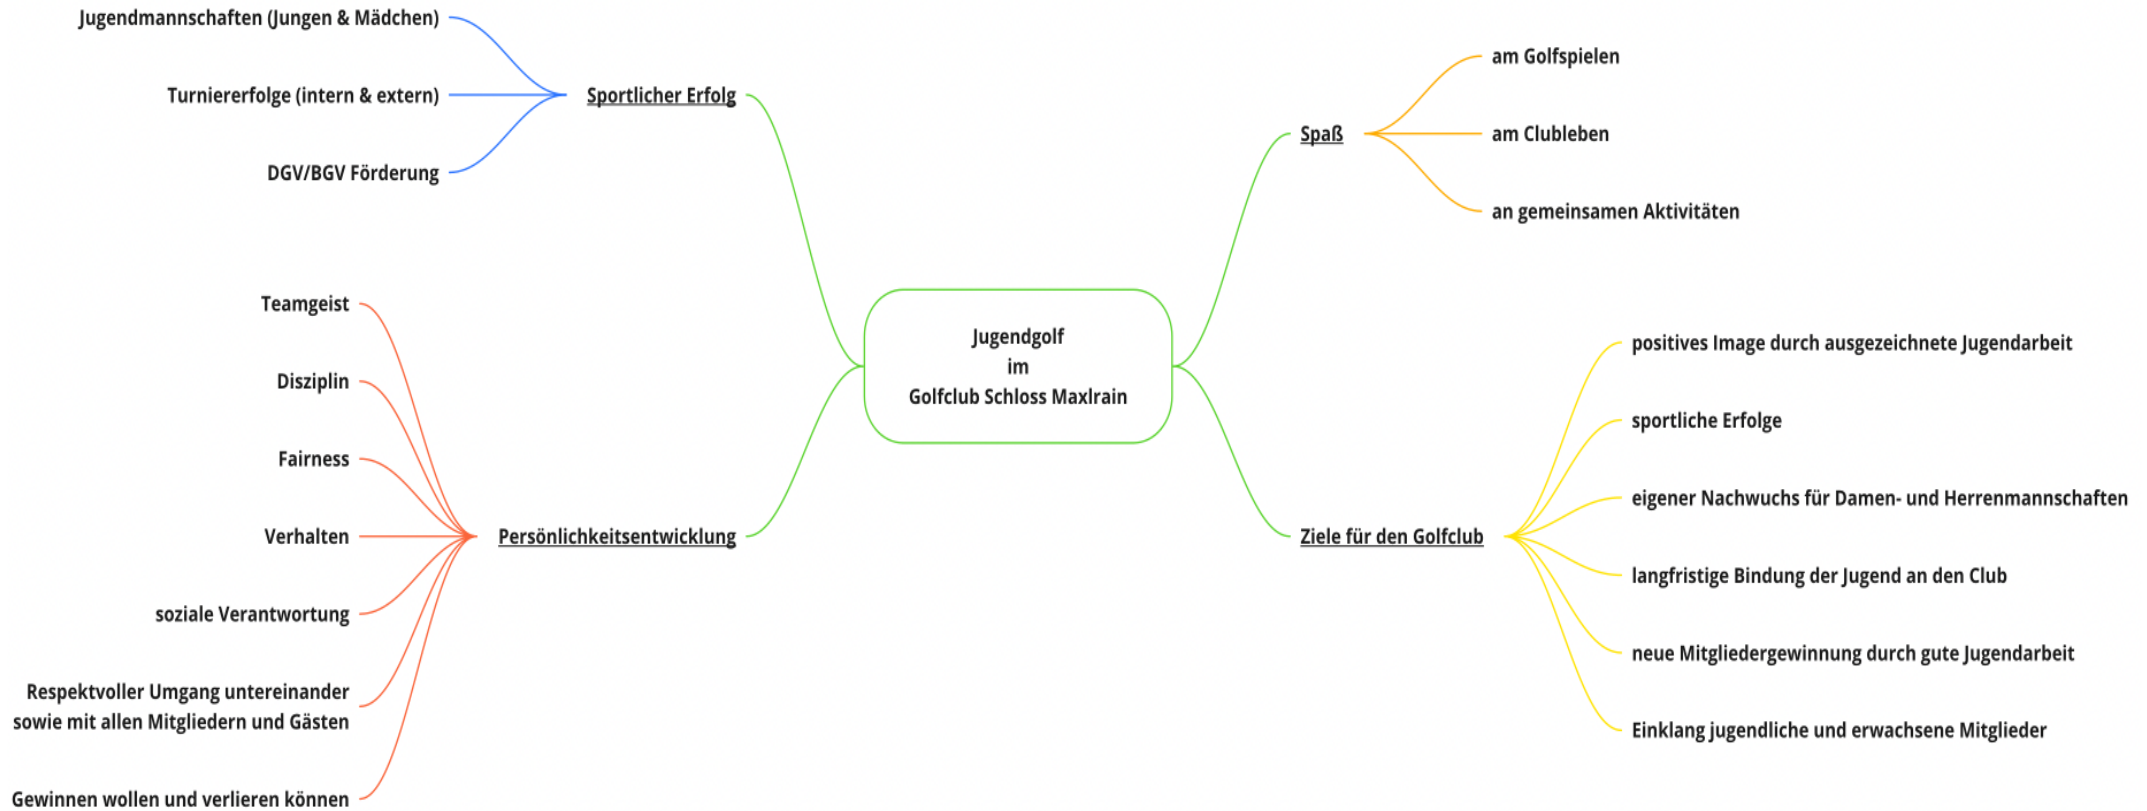 Jugendmannschaften (Jungen & Mädchen)
Turniererfolge (intern & extern)
DGV/BGV Förderung
Sportlicher Erfolg
Teamgeist
Disziplin
Fairness
Verhalten
soziale Verantwortung
Respektvoller Umgang untereinander
sowie mit allen Mitgliedern und Gästen
Gewinnen wollen und verlieren können
Persönlichkeitsentwicklung
Jugendgolf
im
Golfclub Schloss Maxlrain
Spaß
am Golfspielen
am Clubleben
an gemeinsamen Aktivitäten
Ziele für den Golfclub
positives Image durch ausgezeichnete Jugendarbeit
sportliche Erfolge
eigener Nachwuchs für Damen- und Herrenmannschaften
langfristige Bindung der Jugend an den Club
neue Mitgliedergewinnung durch gute Jugendarbeit
Einklang jugendliche und erwachsene Mitglieder